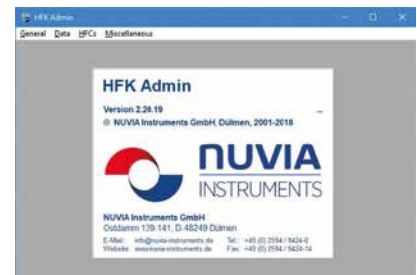 HFK Admin
General Data HFCs Miscellaneous
HFK Admin
Version 2.26.19
© NUVIA Instruments GmbH, Dülmen, 2001-2018
NUVIA
INSTRUMENTS
NUVIA Instruments GmbH
Ostdamm 139-141, D-48249 Dülmen
E-Mail: info@nuvia-instruments.de Tel.: +49 (0) 2594 / 9424-0
Website: www.nuvia-instruments.de Fax: +49 (0) 2594 / 9424-14